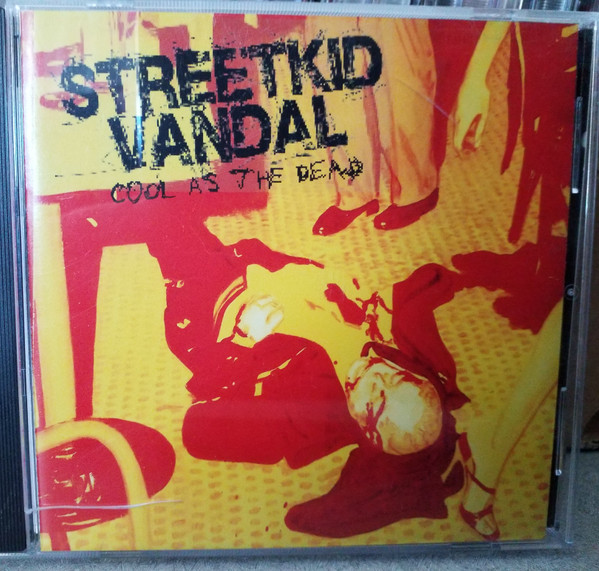 STREETKID
VANDAL
COOL AS THE DEAD